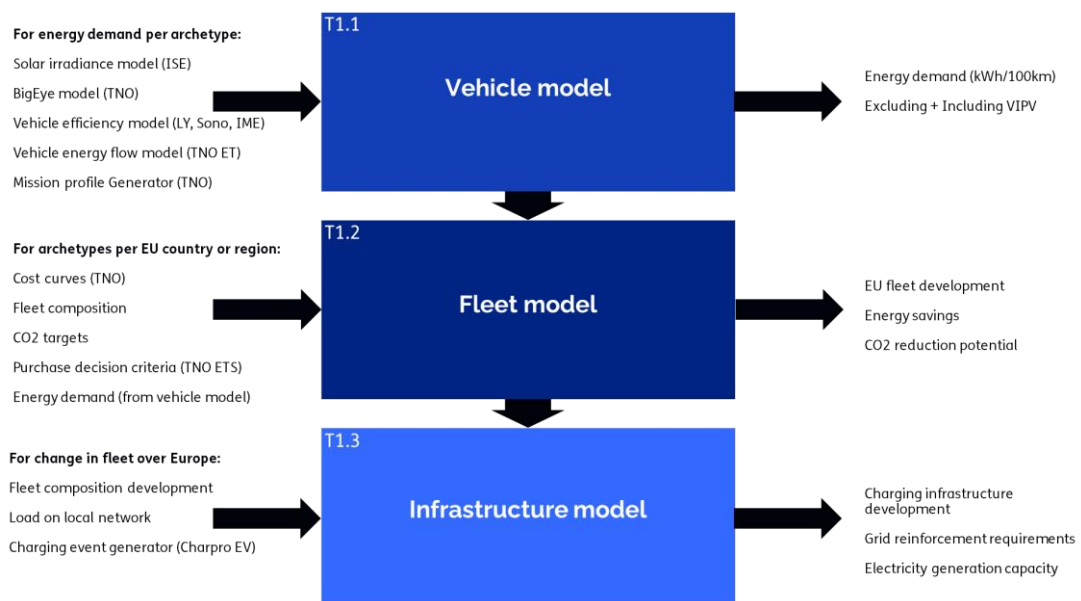 For energy demand per archetype:
Solar irradiance model (ISE)
BigEye model (TNO)
Vehicle efficiency model (LY, Sono, IME)
Vehicle energy flow model (TNO ET)
Mission profile Generator (TNO)
T1.1
Vehicle model
Energy demand (kWh/100km)
Excluding + Including VIPV
For archetypes per EU country or region:
Cost curves (TNO)
Fleet composition
CO2 targets
Purchase decision criteria (TNO ETS)
Energy demand (from vehicle model)
T1.2
Fleet model
EU fleet development
Energy savings
CO2 reduction potential
For change in fleet over Europe:
Fleet composition development
Load on local network
Charging event generator (Charpro EV)
T1.3
Infrastructure model
Charging infrastructure
development
Grid reinforcement requirements
Electricity generation capacity